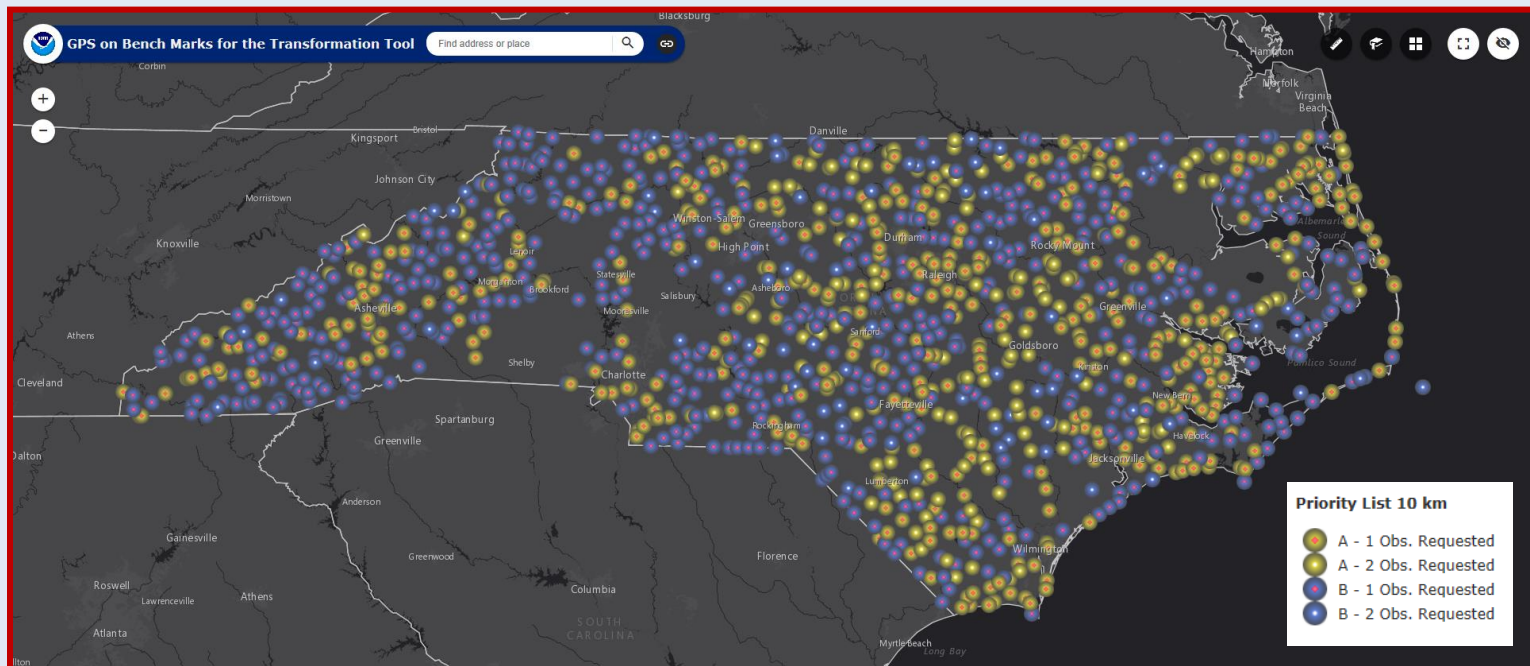 Blacksburg
GPS on Bench Marks for the Transformation Tool
Find address or place
Hampton
Corbin
Norfolk
Virginia
Beach
+
−
Kingsport
Bristol
Danville
Johnson City
Morristown
Winston-Salem
Greensboro
Albemarle
Sound
Knoxville
Durham
High Point
Rocky Mount
Lenoir
Statesville
Raleigh
Morganton
Brookford
Asheboro
Salisbury
Asheville
Mooresville
Greenville
Athens
Sanford
Goldsboro
Shelby
Pamlico Sound
Charlotte
Kinston
Cleveland
New Bern
Fayetteville
Spartanburg
Rockingham
Greenville
Havelock
Dalton
Jacksonville
Lumberton
Anderson
Priority List 10 km
A - 1 Obs. Requested
A - 2 Obs. Requested
B - 1 Obs. Requested
B - 2 Obs. Requested
Gainesville
Wilmington
Greenwood
Florence
Roswell
Lawrenceville
Athens
Columbia
SOUTH
CAROLINA
Atlanta
Myrtle Beach
Long Bay